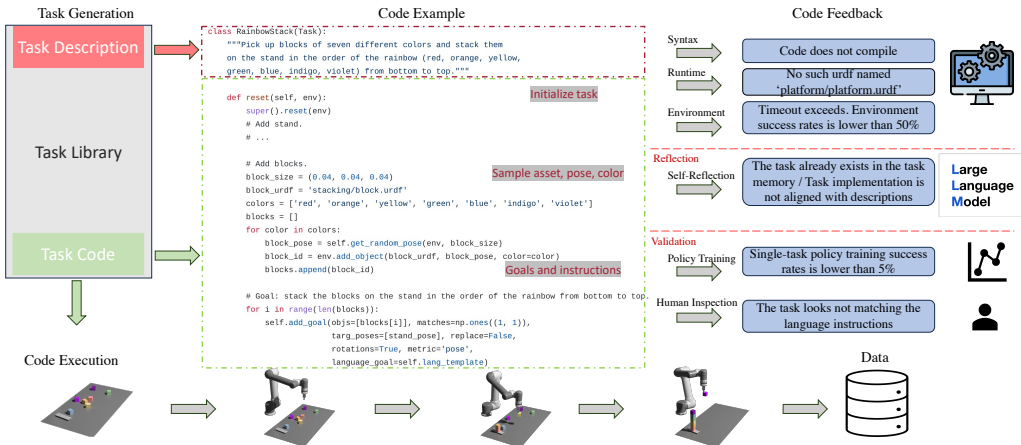 Task Generation
Task Description
Task Library
Task Code
Code Example
class RainbowStack(Task):
"""Pick up blocks of seven different colors and stack them
on the stand in the order of the rainbow (red, orange, yellow,
green, blue, indigo, violet) from bottom to top."""
Initialize task
def reset(self, env):
super().reset(env)
# Add stand.
# ...
# Add blocks.
block_size = (0.04, 0.04, 0.04)
Sample asset, pose, color
block_urdf = 'stacking/block.urdf'
colors = ['red', 'orange', 'yellow', 'green', 'blue', 'indigo', 'violet']
blocks = []
for color in colors:
block_pose = self.get_random_pose(env, block_size)
block_id = env.add_object(block_urdf, block_pose, color=color)
blocks.append(block_id)
Goals and instructions
# Goal: stack the blocks on the stand in the order of the rainbow from bottom to top.
for i in range(len(blocks)):
self.add_goal(objs=[blocks[i]], matches=np.ones((1, 1)),
targ_poses=[stand_pose], replace=False,
rotations=True, metric='pose',
language_goal=self.lang_template)
Code Feedback
Syntax
Code does not compile
Runtime
No such urdf named
'platform/platform.urdf'
Environment
Timeout exceeds. Environment
success rates is lower than 50%
Reflection
Self-Reflection
The task already exists in the task
memory / Task implementation is
not aligned with descriptions
Large
Language
Model
Validation
Policy Training
Single-task policy training success
rates is lower than 5%
Human Inspection
The task looks not matching the
language instructions
Code Execution
Data